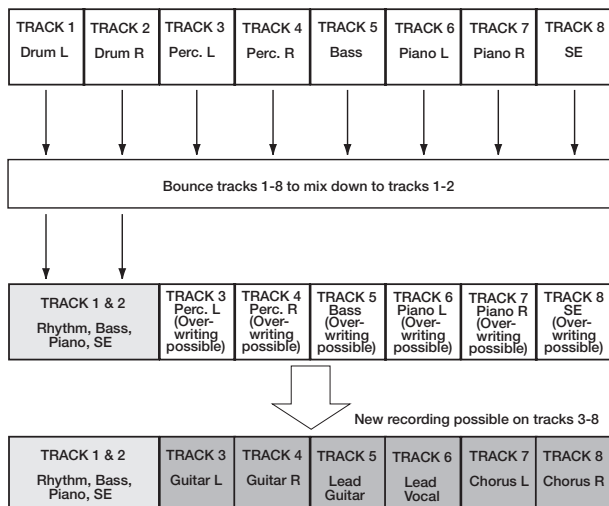 TRACK 1 TRACK 2 TRACK 3 TRACK 4 TRACK 5 TRACK 6 TRACK 7 TRACK 8
Drum L Drum R Perc. L Perc. R Bass Piano L Piano R SE
Bounce tracks 1-8 to mix down to tracks 1-2
TRACK 1 & 2
Rhythm, Bass,
Piano, SE
TRACK 3
Perc. L
(Over-
writing
possible)
TRACK 4
Perc. R
(Over-
writing
possible)
TRACK 5
Bass
(Over-
writing
possible)
TRACK 6
Piano L
(Over-
writing
possible)
TRACK 7
Piano R
(Over-
writing
possible)
TRACK 8
SE
(Over-
writing
possible)
New recording possible on tracks 3-8
TRACK 1 & 2
Rhythm, Bass,
Piano, SE
TRACK 3
Guitar L
TRACK 4
Guitar R
TRACK 5
Lead
Guitar
TRACK 6
Lead
Vocal
TRACK 7
Chorus L
TRACK 8
Chorus R